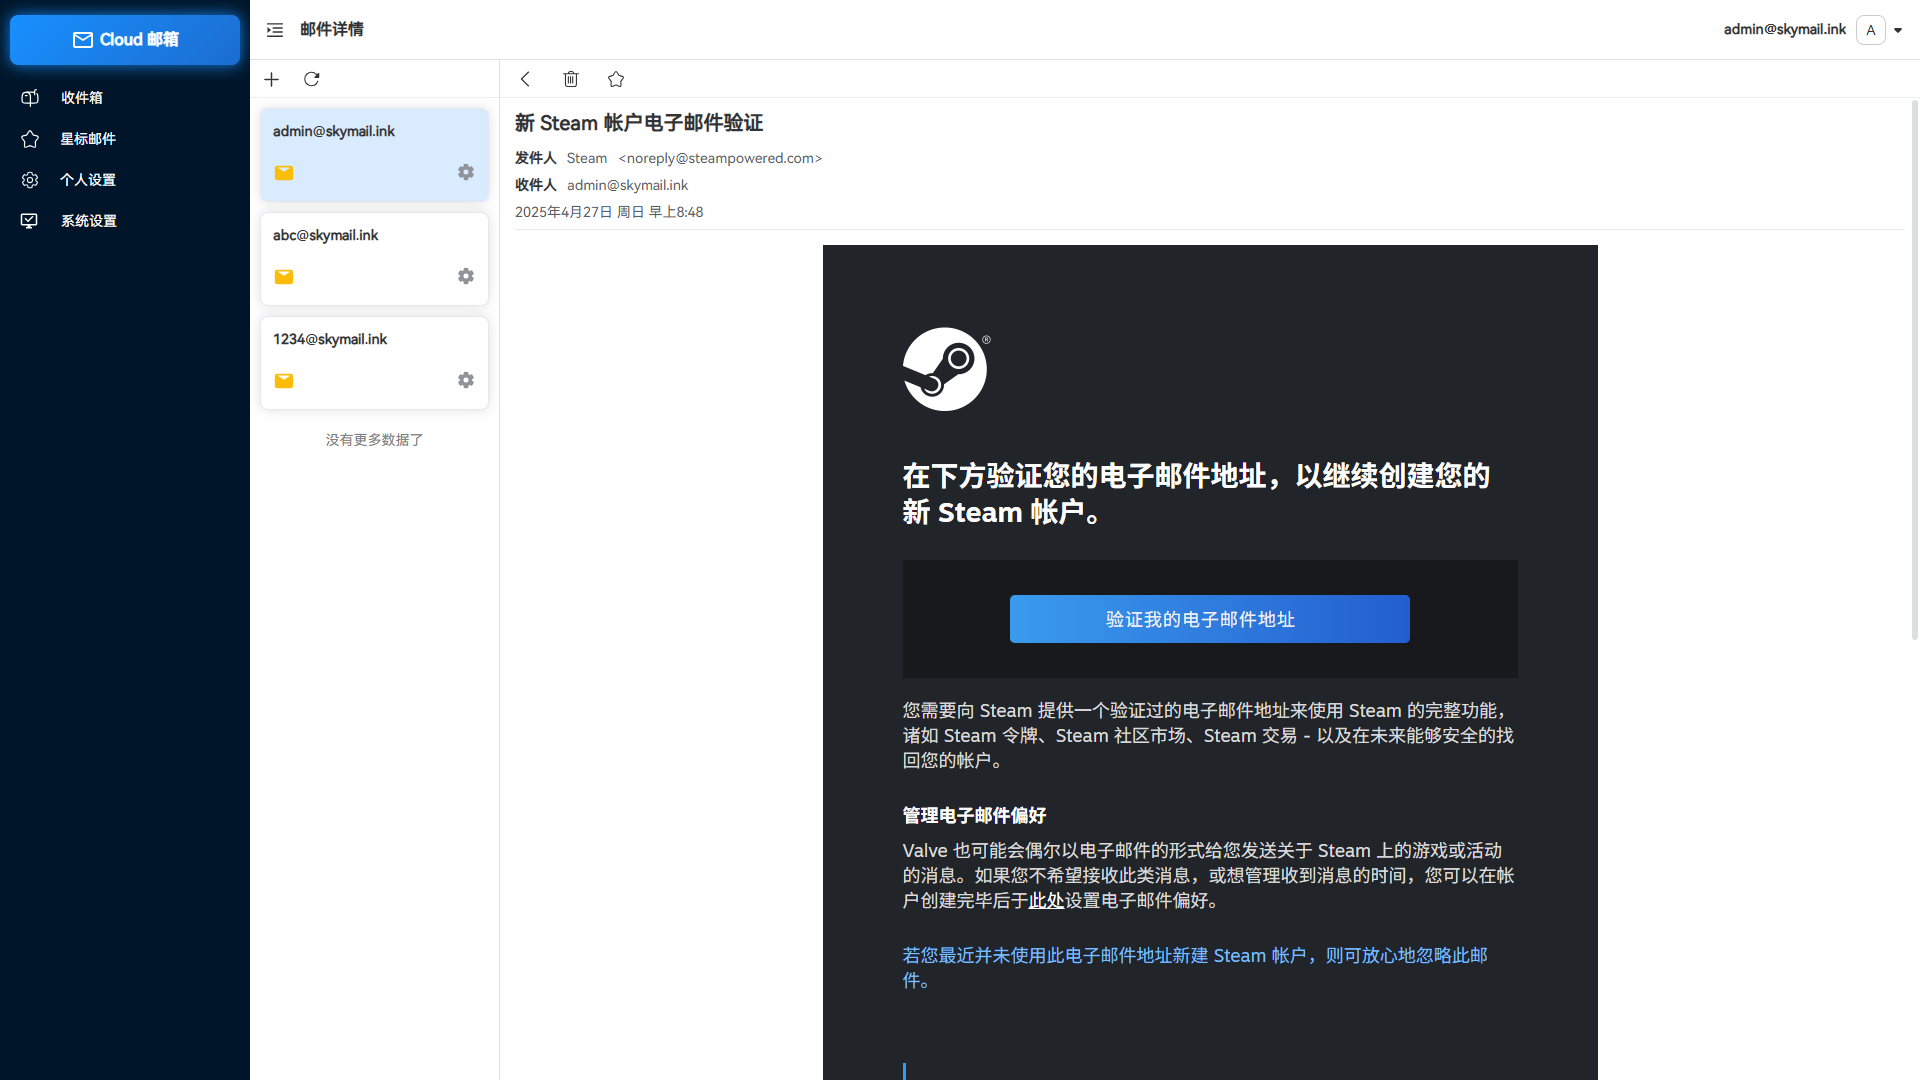 Cloud 邮箱
收件箱
星标邮件
个人设置
系统设置
邮件详情
admin@skymail.ink
A
admin@skymail.ink
abc@skymail.ink
1234@skymail.ink
没有更多数据了
新 Steam 帐户电子邮件验证
发件人 Steam <noreply@steampowered.com>
收件人 admin@skymail.ink
2025年4月27日 周日 早上8:48
®
在下方验证您的电子邮件地址，以继续创建您的
新 Steam 帐户。
验证我的电子邮件地址
您需要向 Steam 提供一个验证过的电子邮件地址来使用 Steam 的完整功能，
诸如 Steam 令牌、Steam 社区市场、Steam 交易 - 以及在未来能够安全的找
回您的帐户。
管理电子邮件偏好
Valve 也可能会偶尔以电子邮件的形式给您发送关于 Steam 上的游戏或活动
的消息。如果您不希望接收此类消息，或想管理收到消息的时间，您可以在帐
户创建完毕后于此处设置电子邮件偏好。
若您最近并未使用此电子邮件地址新建 Steam 帐户，则可放心地忽略此邮
件。